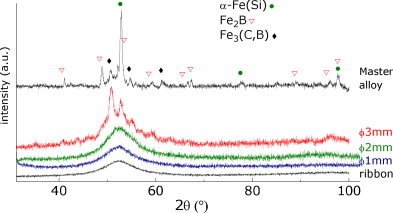 α-Fe(Si)
Fe2B
Fe3(C,B)
intensity (a.u.)
Master
alloy
ϕ3mm
ϕ2mm
ϕ1mm
ribbon
40 60 80 100
2θ (°)